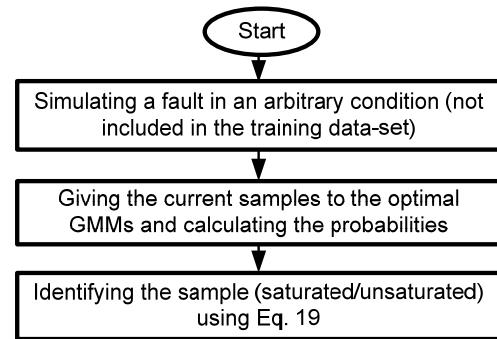 Start
Simulating a fault in an arbitrary condition (not
included in the training data-set)
Giving the current samples to the optimal
GMMs and calculating the probabilities
Identifying the sample (saturated/unsaturated)
using Eq. 19